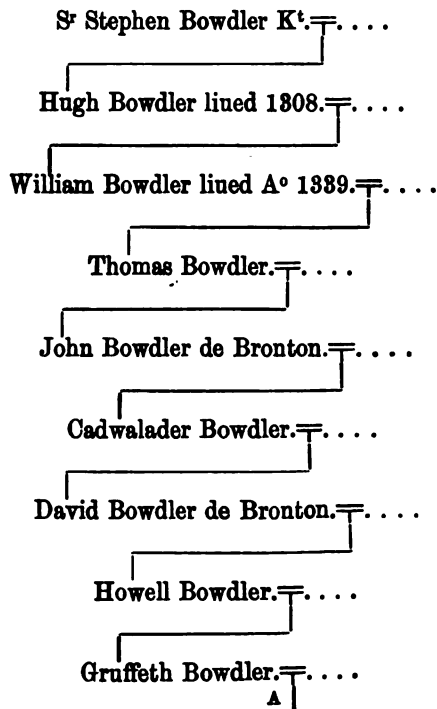 Sr Stephen Bowdler Kt.=. . . .
Hugh Bowdler liued 1308.=. . . .
William Bowdler liued Ao 1339.=. . . .
Thomas Bowdler.=. . . .
John Bowdler de Bronton.=. . . .
Cadwalader Bowdler.=. . . .
David Bowdler de Bronton.=. . . .
Howell Bowdler.=. . . .
Gruffeth Bowdler.=. . . .
A